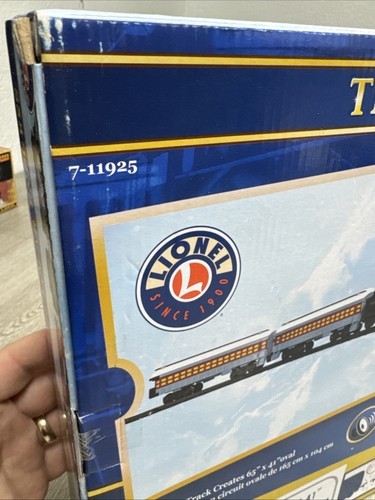 7-11925
LIONEL
L
SINCE 1900
Track Creates 65" x 41" oval
circuit ovale de 165 cm x 104 cm